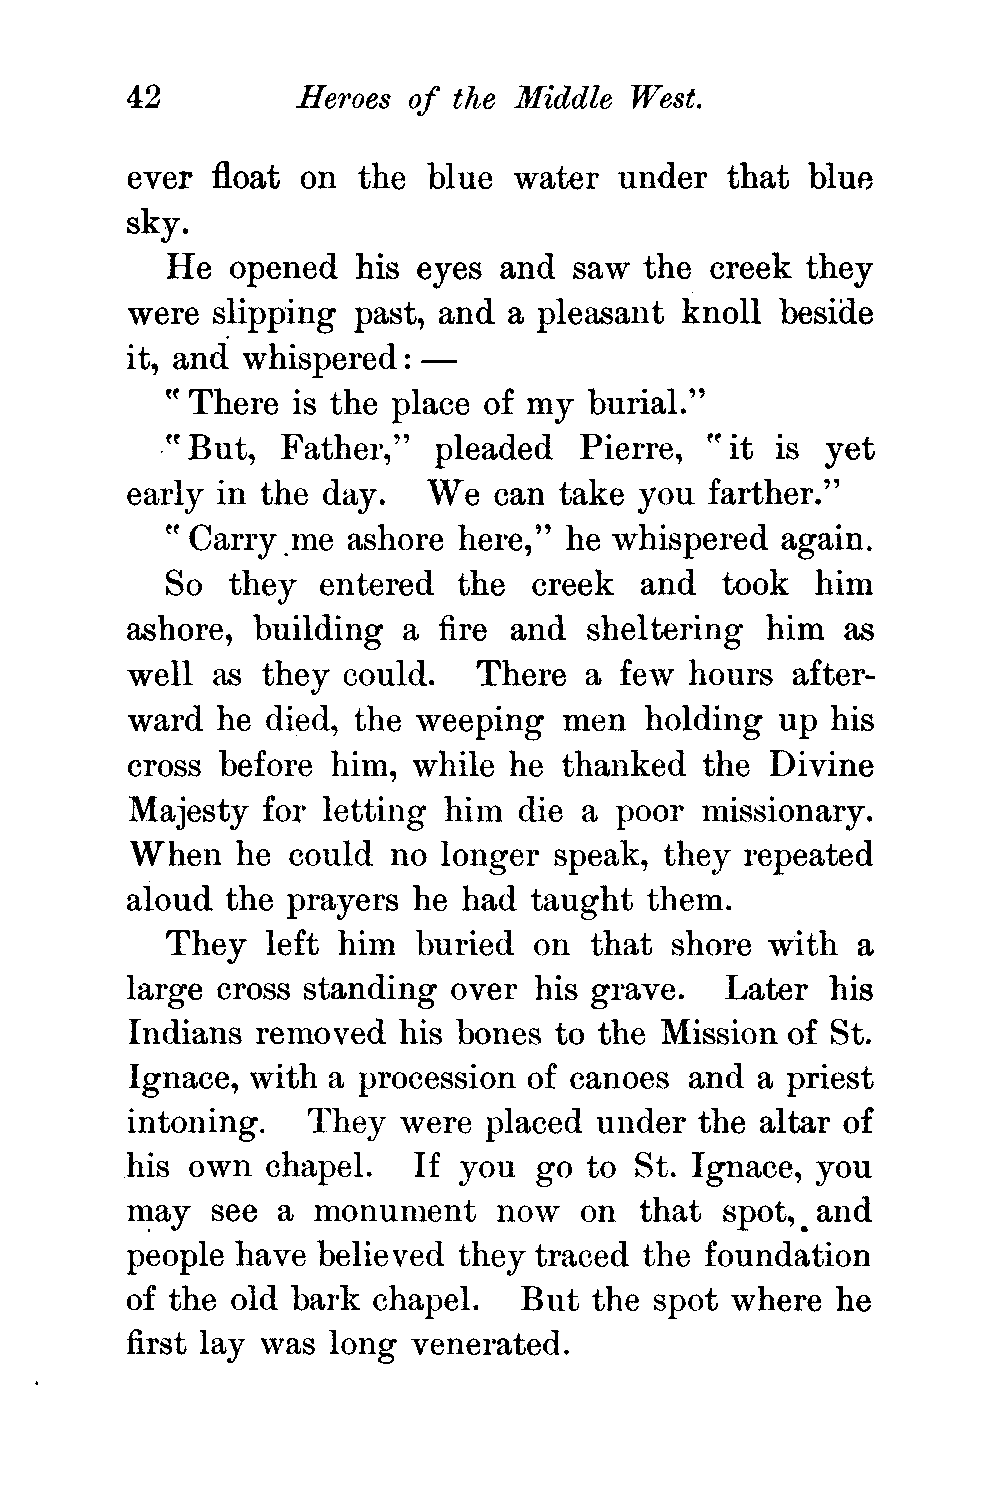 42 Heroes of the Middle West.
ever float on the blue water under that blue
sky.
He opened his eyes and saw the creek they
were slipping past, and a pleasant knoll beside
it, and whispered: —
"There is the place of my burial."
"But, Father," pleaded Pierre, "it is yet
early in the day. We can take you farther."
"Carry me ashore here," he whispered again.
So they entered the creek and took him
ashore, building a fire and sheltering him as
well as they could. There a few hours after-
ward he died, the weeping men holding up his
cross before him, while he thanked the Divine
Majesty for letting him die a poor missionary.
When he could no longer speak, they repeated
aloud the prayers he had taught them.
They left him buried on that shore with a
large cross standing over his grave. Later his
Indians removed his bones to the Mission of St.
Ignace, with a procession of canoes and a priest
intoning. They were placed under the altar of
his own chapel. If you go to St. Ignace, you
may see a monument now on that spot, and
people have believed they traced the foundation
of the old bark chapel. But the spot where he
first lay was long venerated.